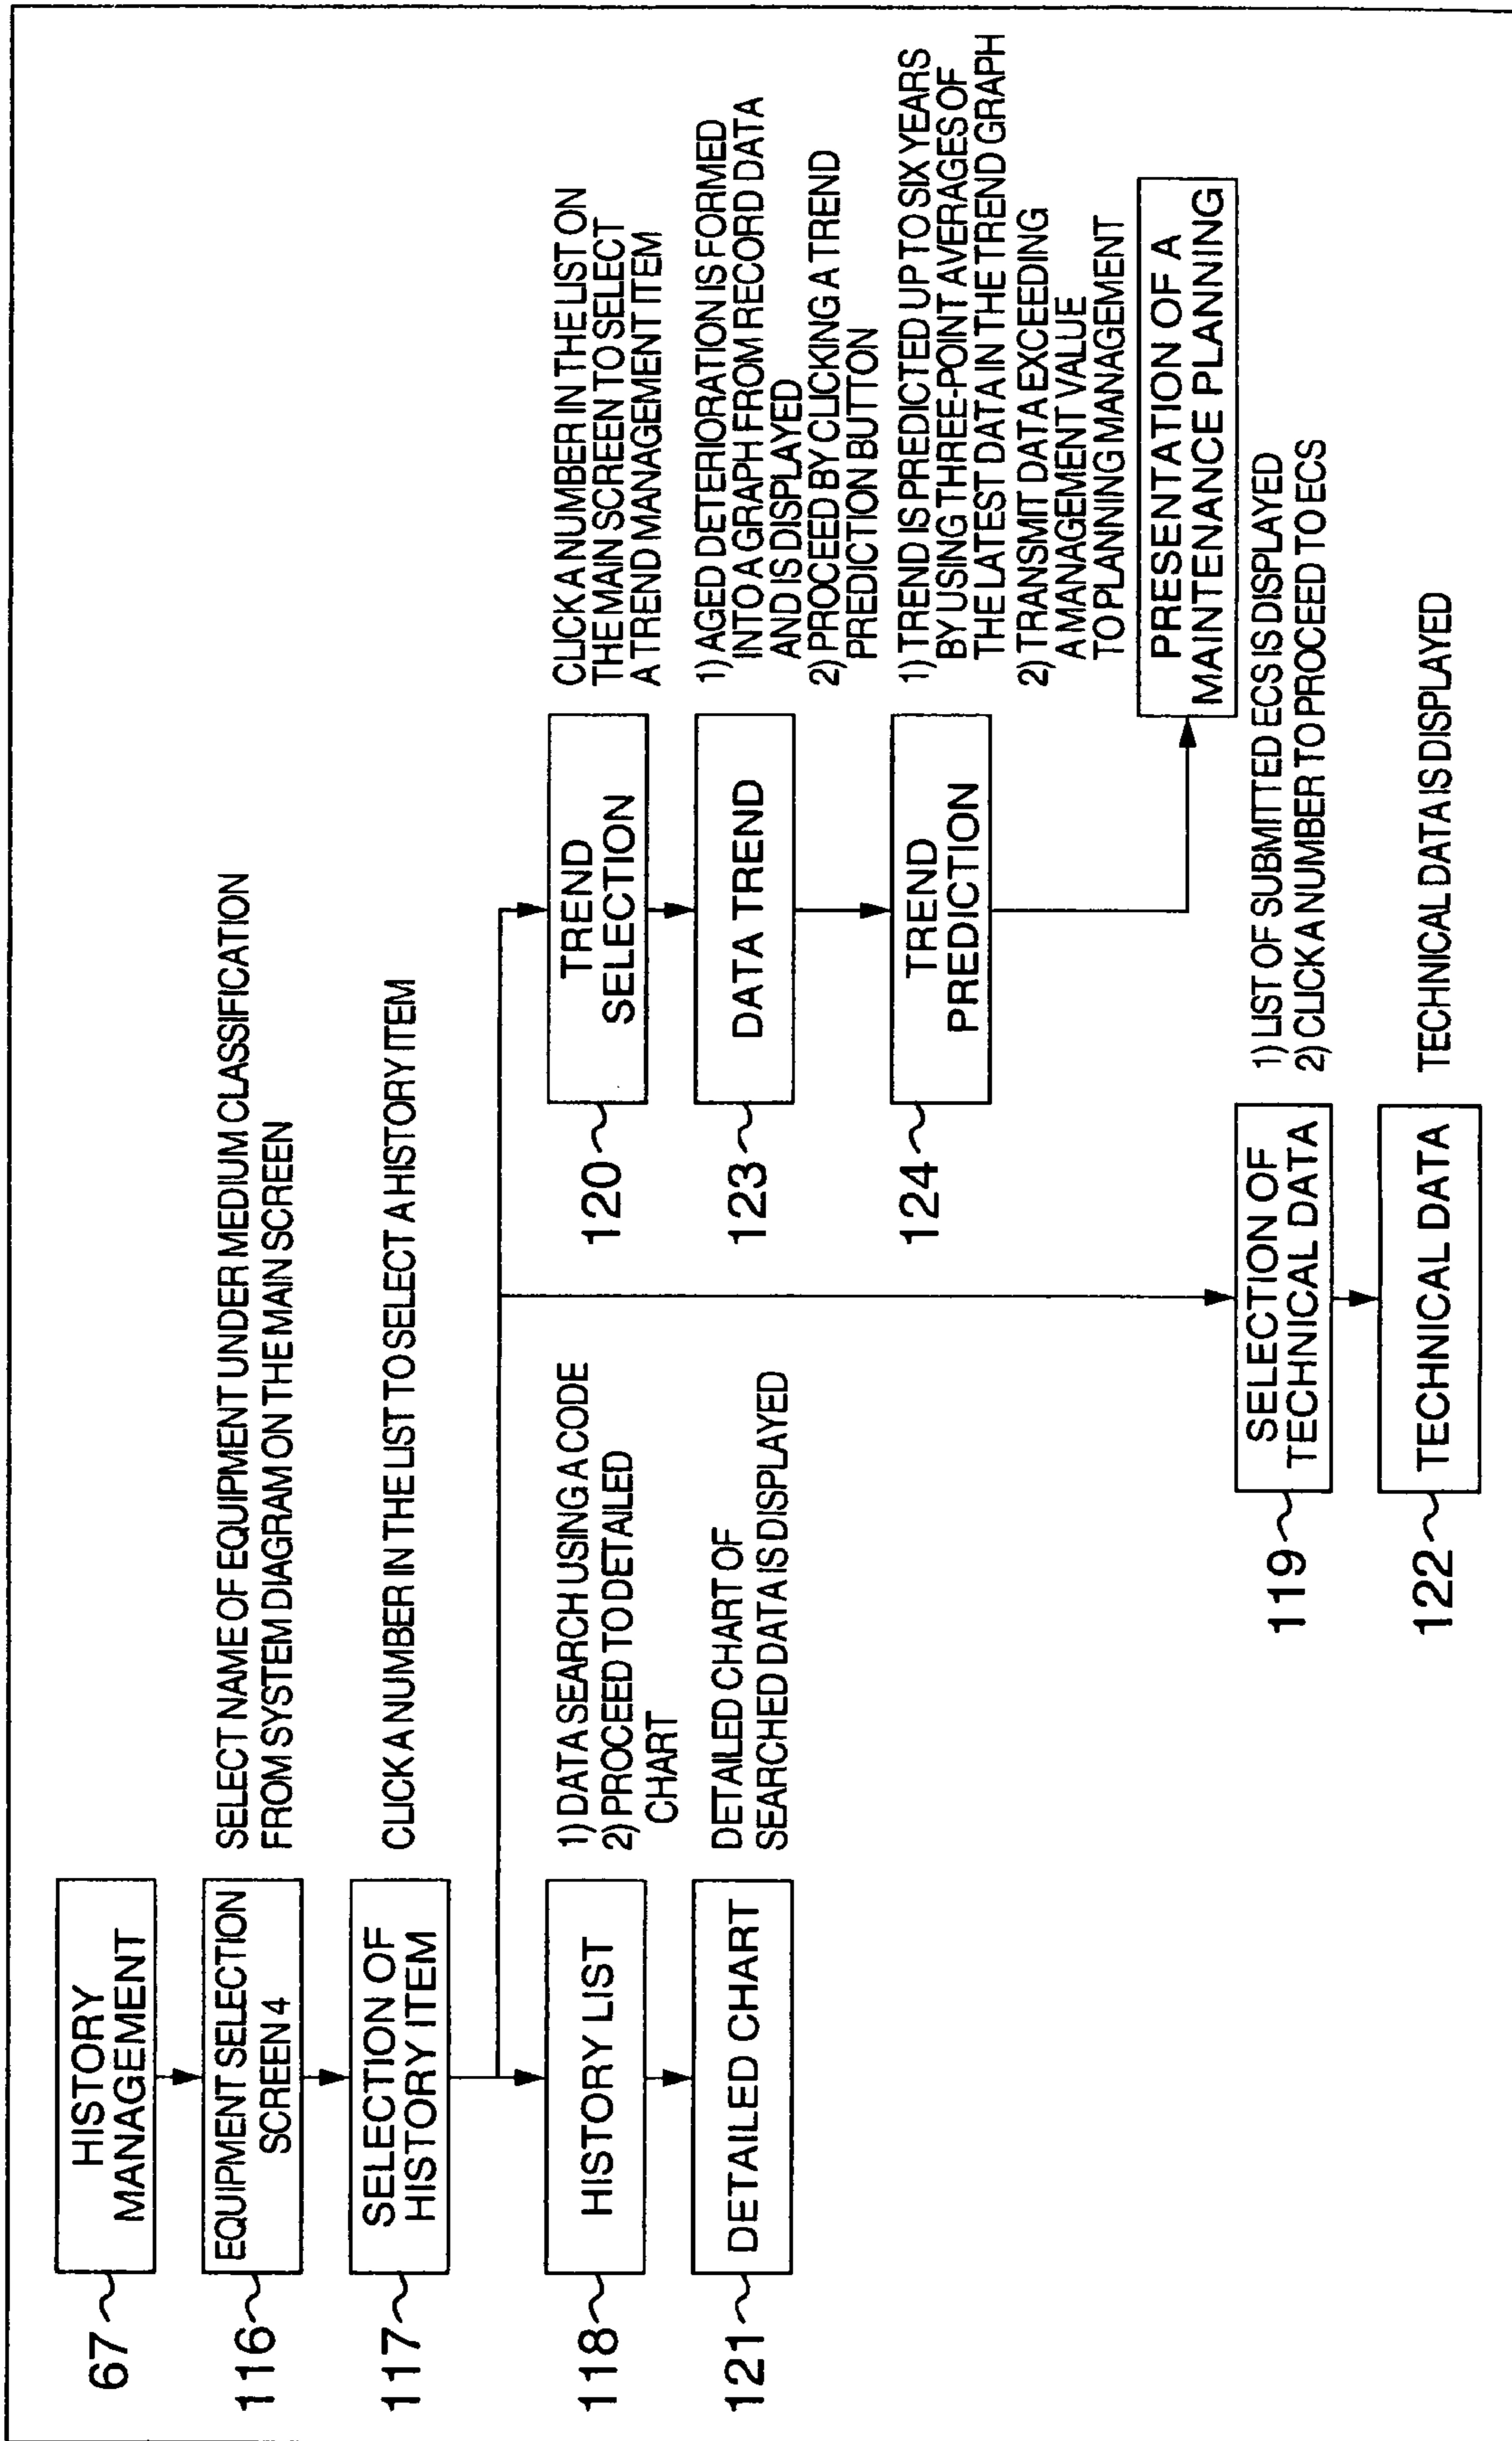 HISTORY
MANAGEMENT
67
EQUIPMENT SELECTION
SCREEN 4
116
SELECT NAME OF EQUIPMENT UNDER MEDIUM CLASSIFICATION
FROM SYSTEM DIAGRAM ON THE MAIN SCREEN
SELECTION OF
HISTORY ITEM
117
CLICK A NUMBER IN THE LIST TO SELECT A HISTORY ITEM
HISTORY LIST
118
1) DATA SEARCH USING A CODE
2) PROCEED TO DETAILED
CHART
DETAILED CHART
121
DETAILED CHART OF
SEARCHED DATA IS DISPLAYED
TREND
SELECTION
120
CLICK A NUMBER IN THE LIST ON
THE MAIN SCREEN TO SELECT
A TREND MANAGEMENT ITEM
DATA TREND
123
1) AGED DETERIORATION IS FORMED
INTO A GRAPH FROM RECORD DATA
AND IS DISPLAYED
2) PROCEED BY CLICKING A TREND
PREDICTION BUTTON
TREND
PREDICTION
124
1) TREND IS PREDICTED UP TO SIX YEARS
BY USING THREE-POINT AVERAGES OF
THE LATEST DATA IN THE TREND GRAPH
2) TRANSMIT DATA EXCEEDING
A MANAGEMENT VALUE
TO PLANNING MANAGEMENT
PRESENTATION OF A
MAINTENANCE PLANNING
SELECTION OF
TECHNICAL DATA
119
1) LIST OF SUBMITTED ECS IS DISPLAYED
2) CLICK A NUMBER TO PROCEED TO ECS
TECHNICAL DATA
122
TECHNICAL DATA IS DISPLAYED